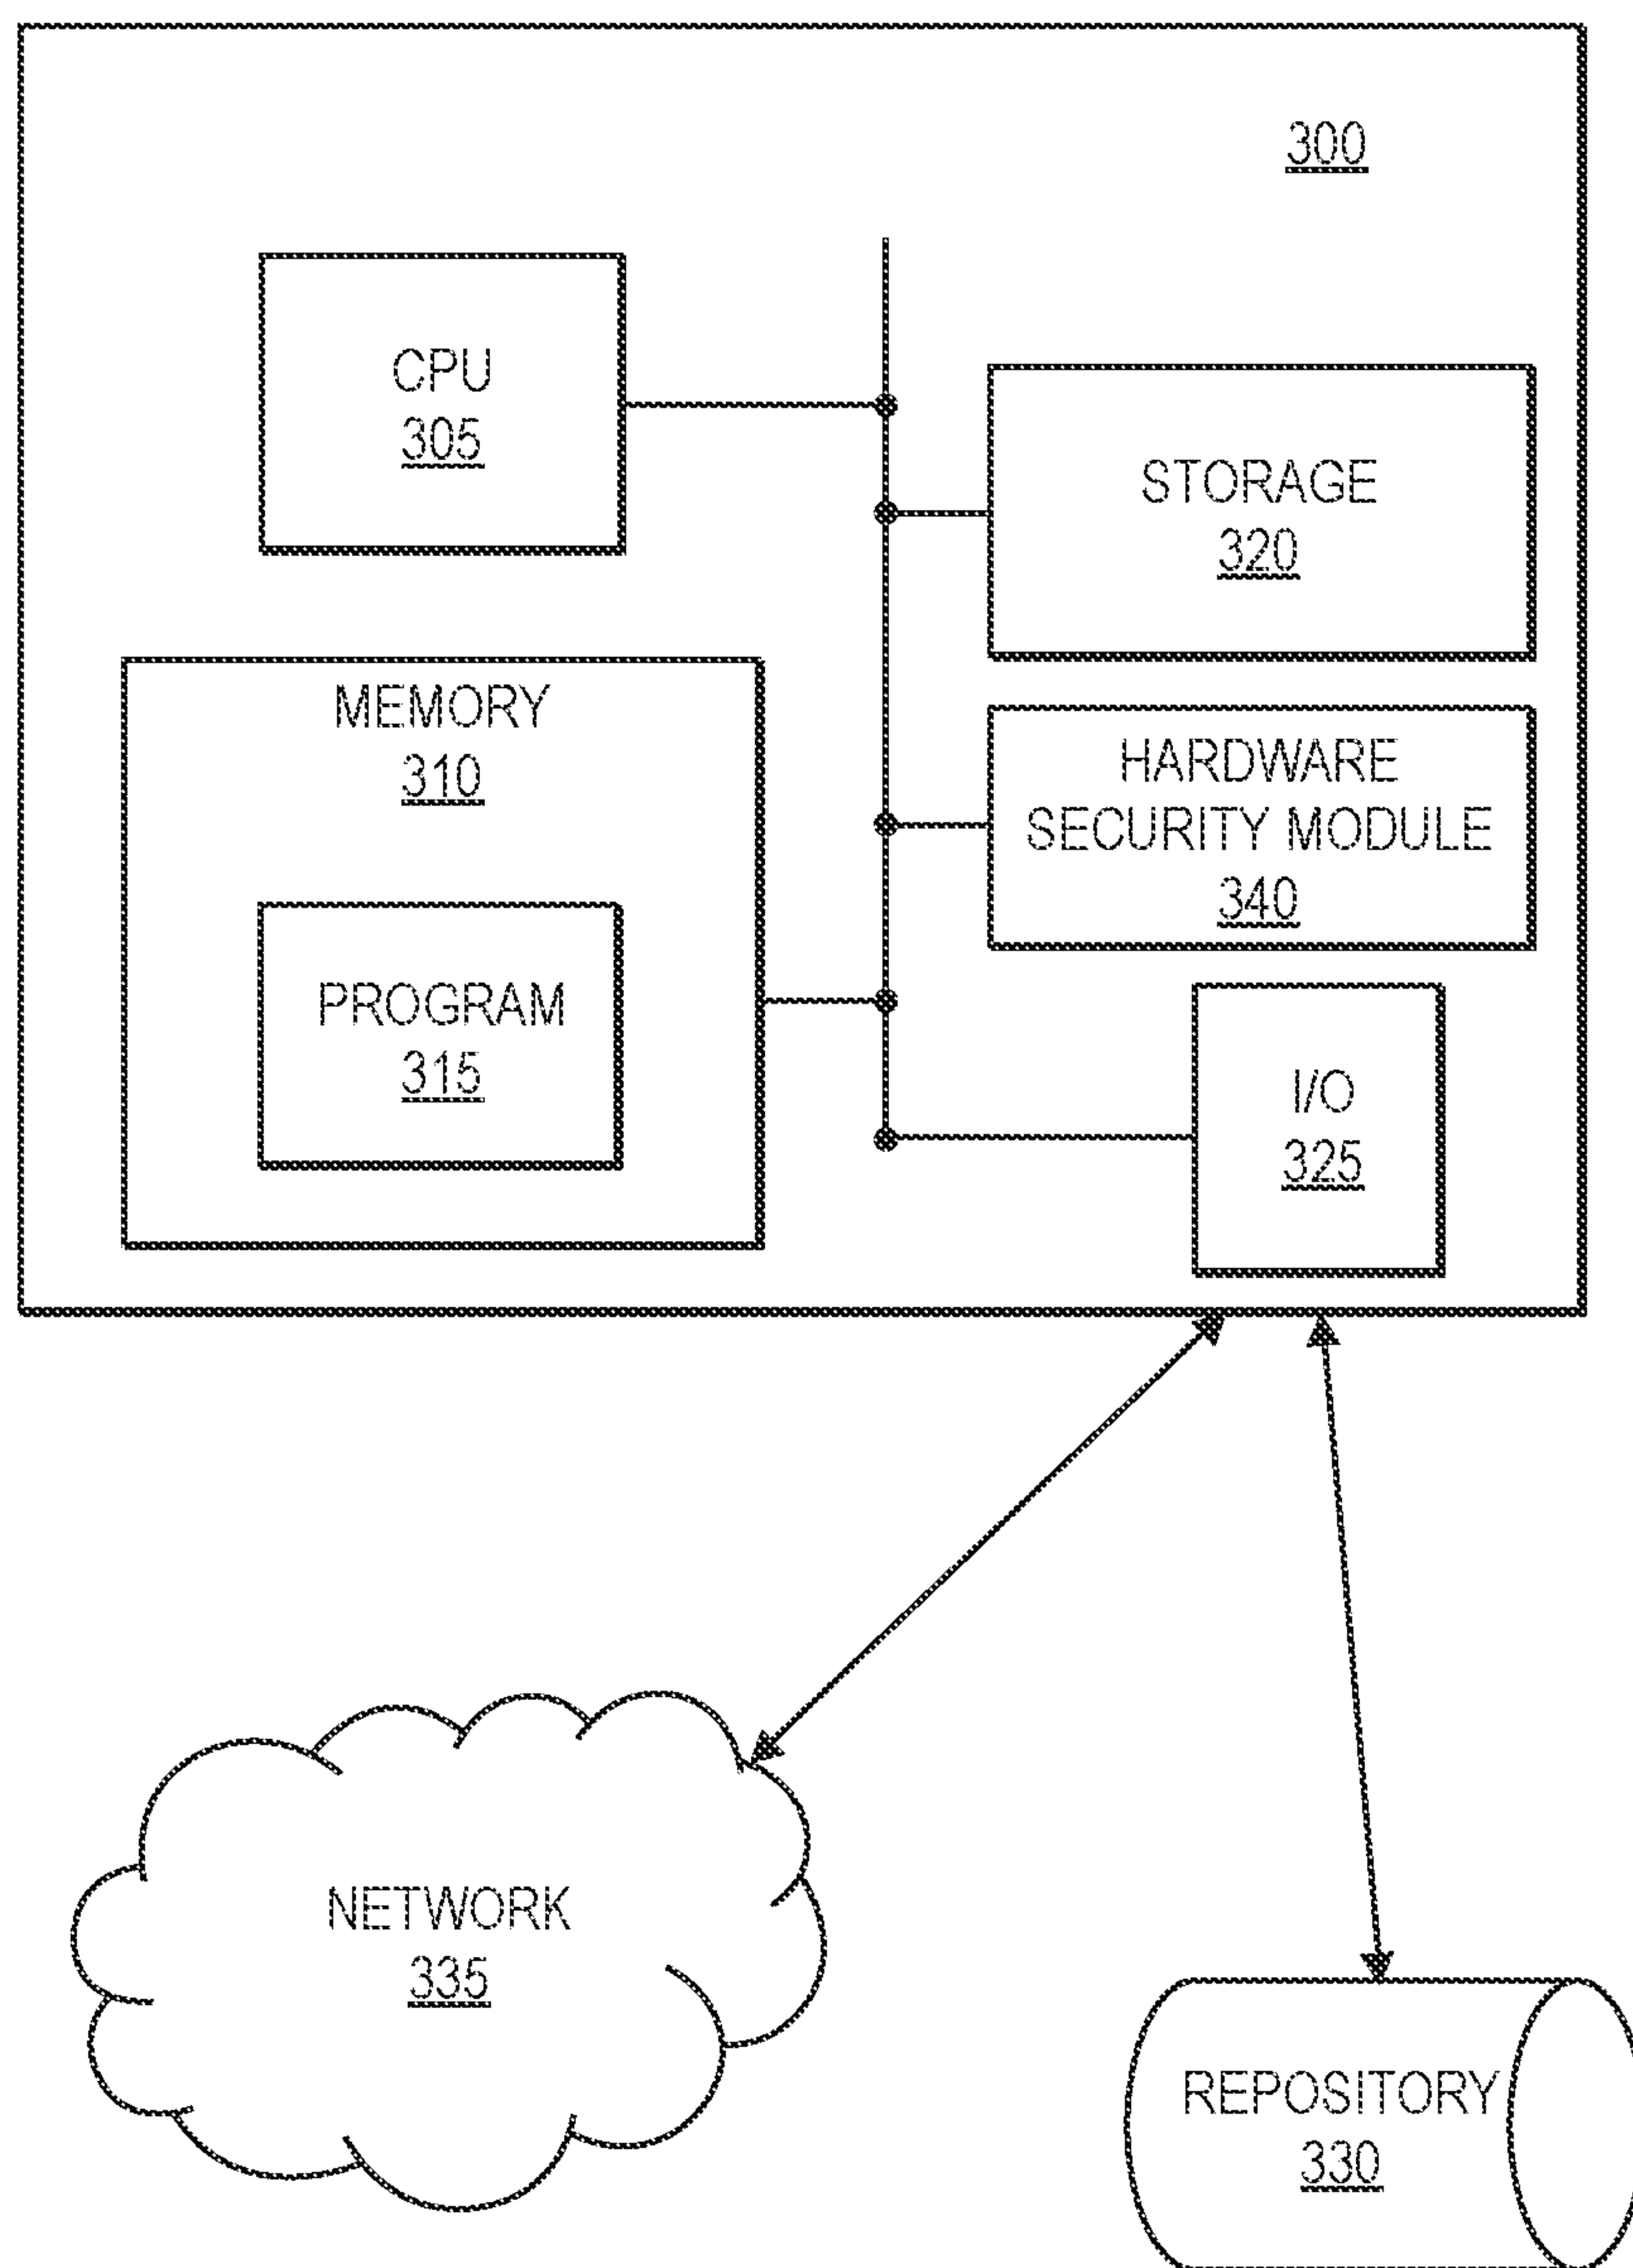 300
CPU
305
STORAGE
320
MEMORY
310
HARDWARE
SECURITY MODULE
340
PROGRAM
315
I/O
325
NETWORK
335
REPOSITORY
330